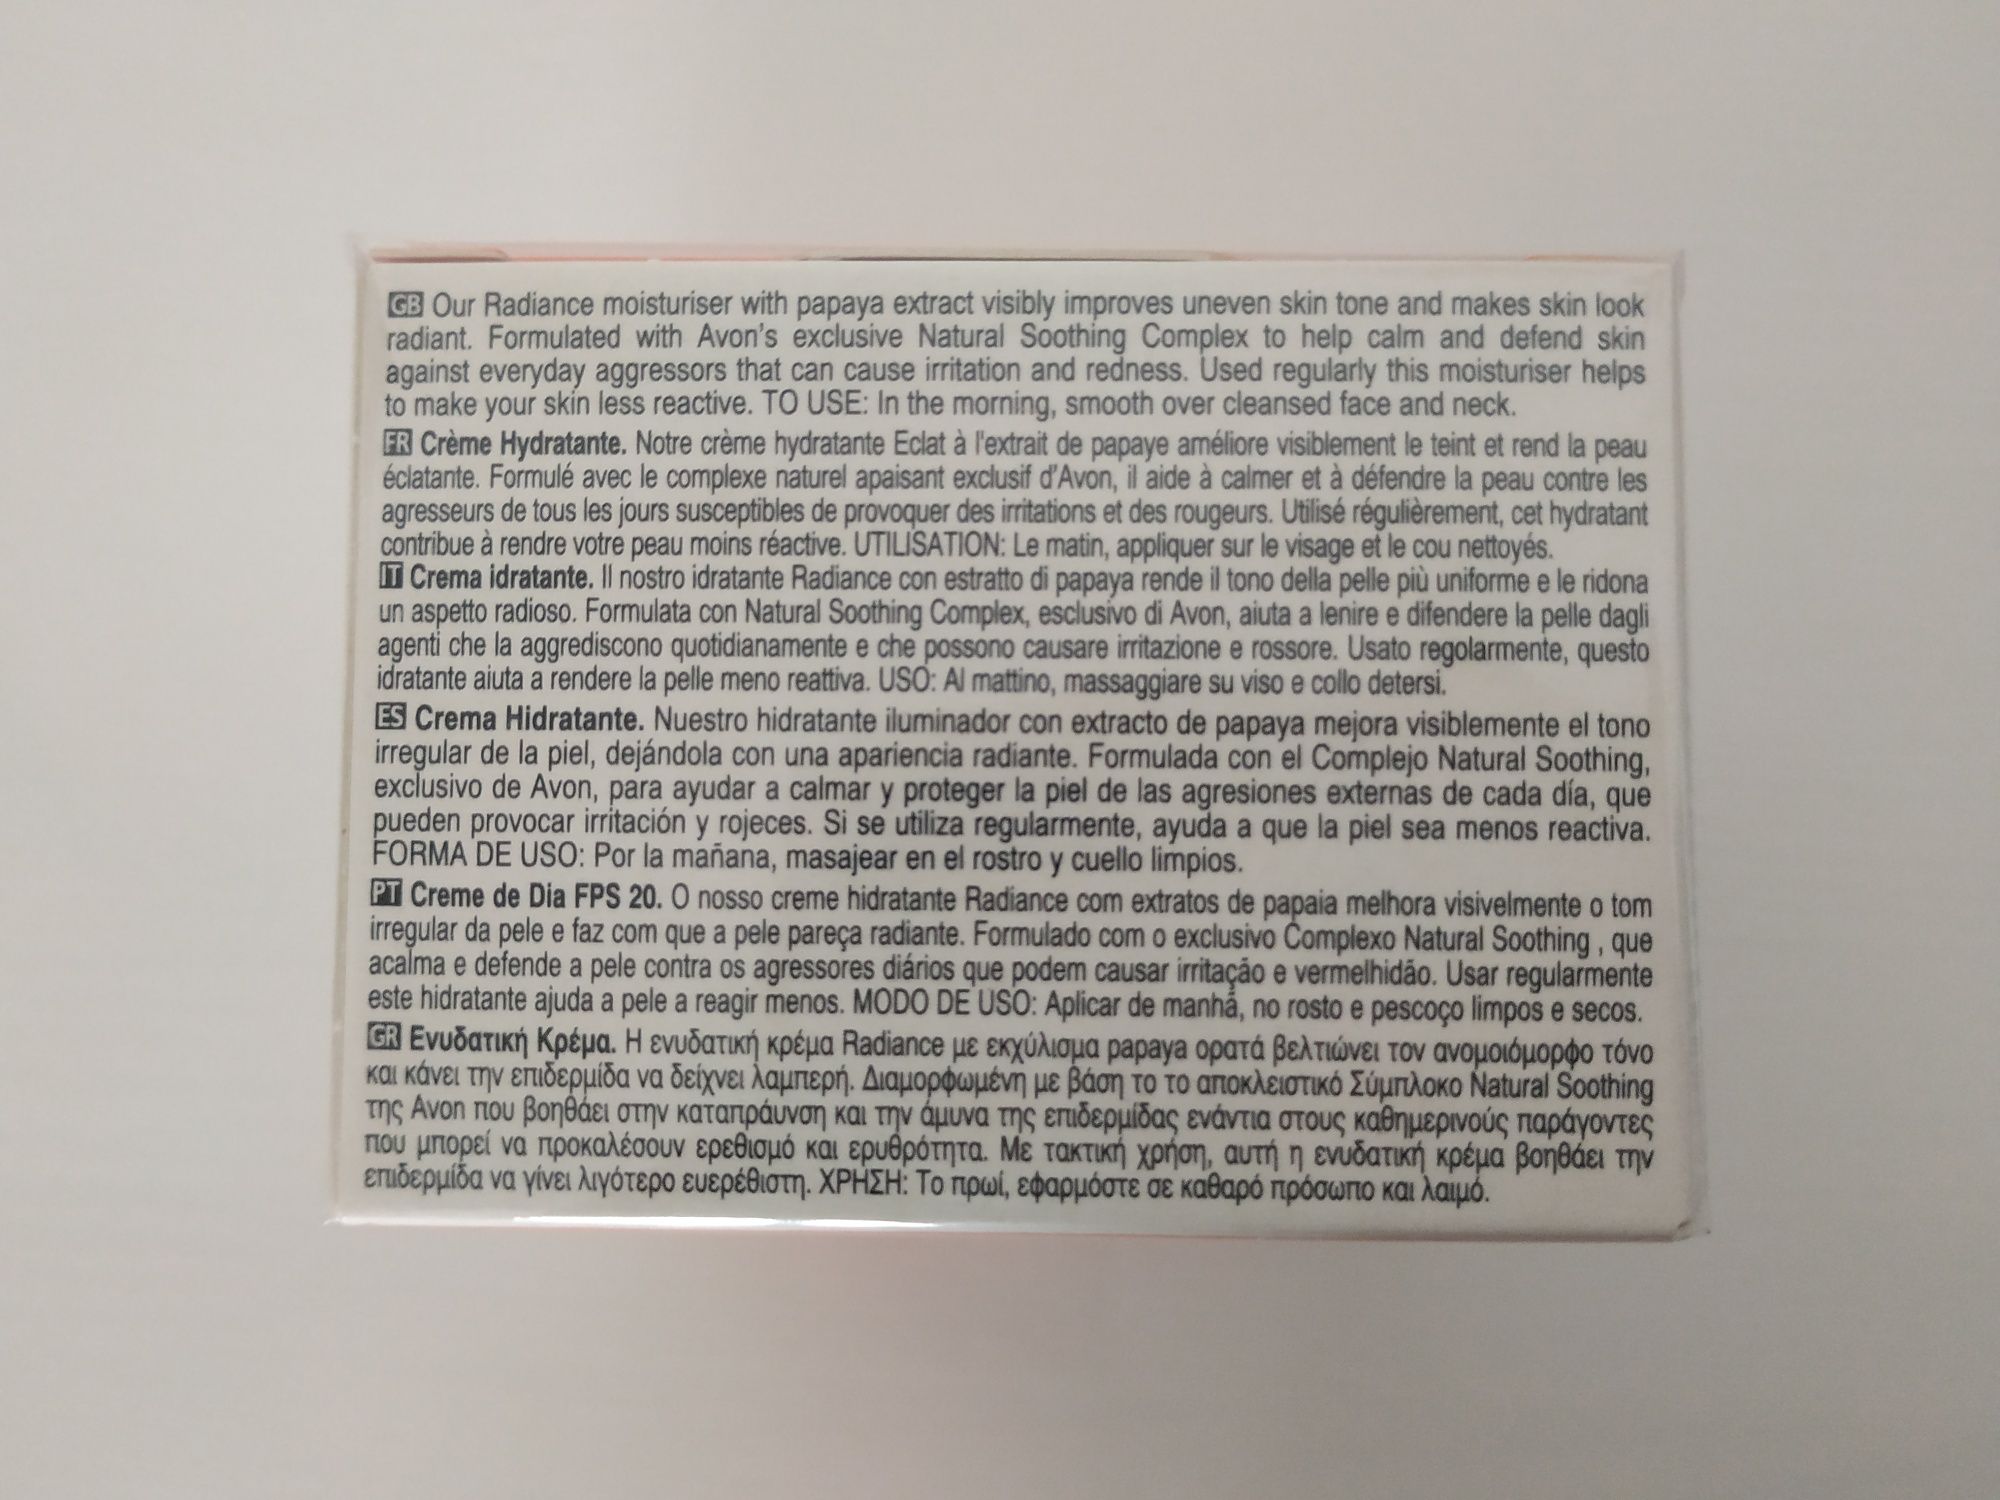 GB Our Radiance moisturiser with papaya extract visibly improves uneven skin tone and makes skin look
radiant. Formulated with Avon's exclusive Natural Soothing Complex to help calm and defend skin
against everyday aggressors that can cause irritation and redness. Used regularly this moisturiser helps
to make your skin less reactive. TO USE: In the morning, smooth over cleansed face and neck.
FR Crème Hydratante. Notre crème hydratante Eclat à l'extrait de papaye améliore visiblement le teint et rend la peau
éclatante. Formulé avec le complexe naturel apaisant exclusif d'Avon, il aide à calmer et à défendre la peau contre les
agresseurs de tous les jours susceptibles de provoquer des irritations et des rougeurs. Utilisé régulièrement, cet hydratant
contribue à rendre votre peau moins réactive. UTILISATION: Le matin, appliquer sur le visage et le cou nettoyés.
IT Crema idratante. Il nostro idratante Radiance con estratto di papaya rende il tono della pelle più uniforme e le ridona
un aspetto radioso. Formulata con Natural Soothing Complex, esclusivo di Avon, aiuta a lenire e difendere la pelle dagli
agenti che la aggrediscono quotidianamente e che possono causare irritazione e rossore. Usato regolarmente, questo
idratante aiuta a rendere la pelle meno reattiva. USO: Al mattino, massaggiare su viso e collo detersi.
ES Crema Hidratante. Nuestro hidratante iluminador con extracto de papaya mejora visiblemente el tono
irregular de la piel, dejándola con una apariencia radiante. Formulada con el Complejo Natural Soothing,
exclusivo de Avon, para ayudar a calmar y proteger la piel de las agresiones externas de cada día, que
pueden provocar irritación y rojeces. Si se utiliza regularmente, ayuda a que la piel sea menos reactiva.
FORMA DE USO: Por la mañana, masajear en el rostro y cuello limpios.
PT Creme de Dia FPS 20. O nosso creme hidratante Radiance com extratos de papaia melhora visivelmente o tom
irregular da pele e faz com que a pele pareça radiante. Formulado com o exclusivo Complexo Natural Soothing , que
acalma e defende a pele contra os agressores diários que podem causar irritação e vermelhidão. Usar regularmente
este hidratante ajuda a pele a reagir menos. MODO DE USO: Aplicar de manhã, no rosto e pescoço limpos e secos.
GR Ενυδατική Κρέμα. Η ενυδατική κρέμα Radiance με εκχύλισμα papaya ορατά βελτιώνει τον ανομοιόμορφο τόνο
και κάνει την επιδερμίδα να δείχνει λαμπερή. Διαμορφωμένη με βάση το το αποκλειστικό Σύμπλοκο Natural Soothing
της Avon που βοηθάει στην καταπράυνση και την άμυνα της επιδερμίδας ενάντια στους καθημερινούς παράγοντες
που μπορεί να προκαλέσουν ερεθισμό και ερυθρότητα. Με τακτική χρήση, αυτή η ενυδατική κρέμα βοηθάει την
επιδερμίδα να γίνει λιγότερο ευερέθιστη. ΧΡΗΣΗ: Το πρωί, εφαρμόστε σε καθαρό πρόσωπο και λαιμό.